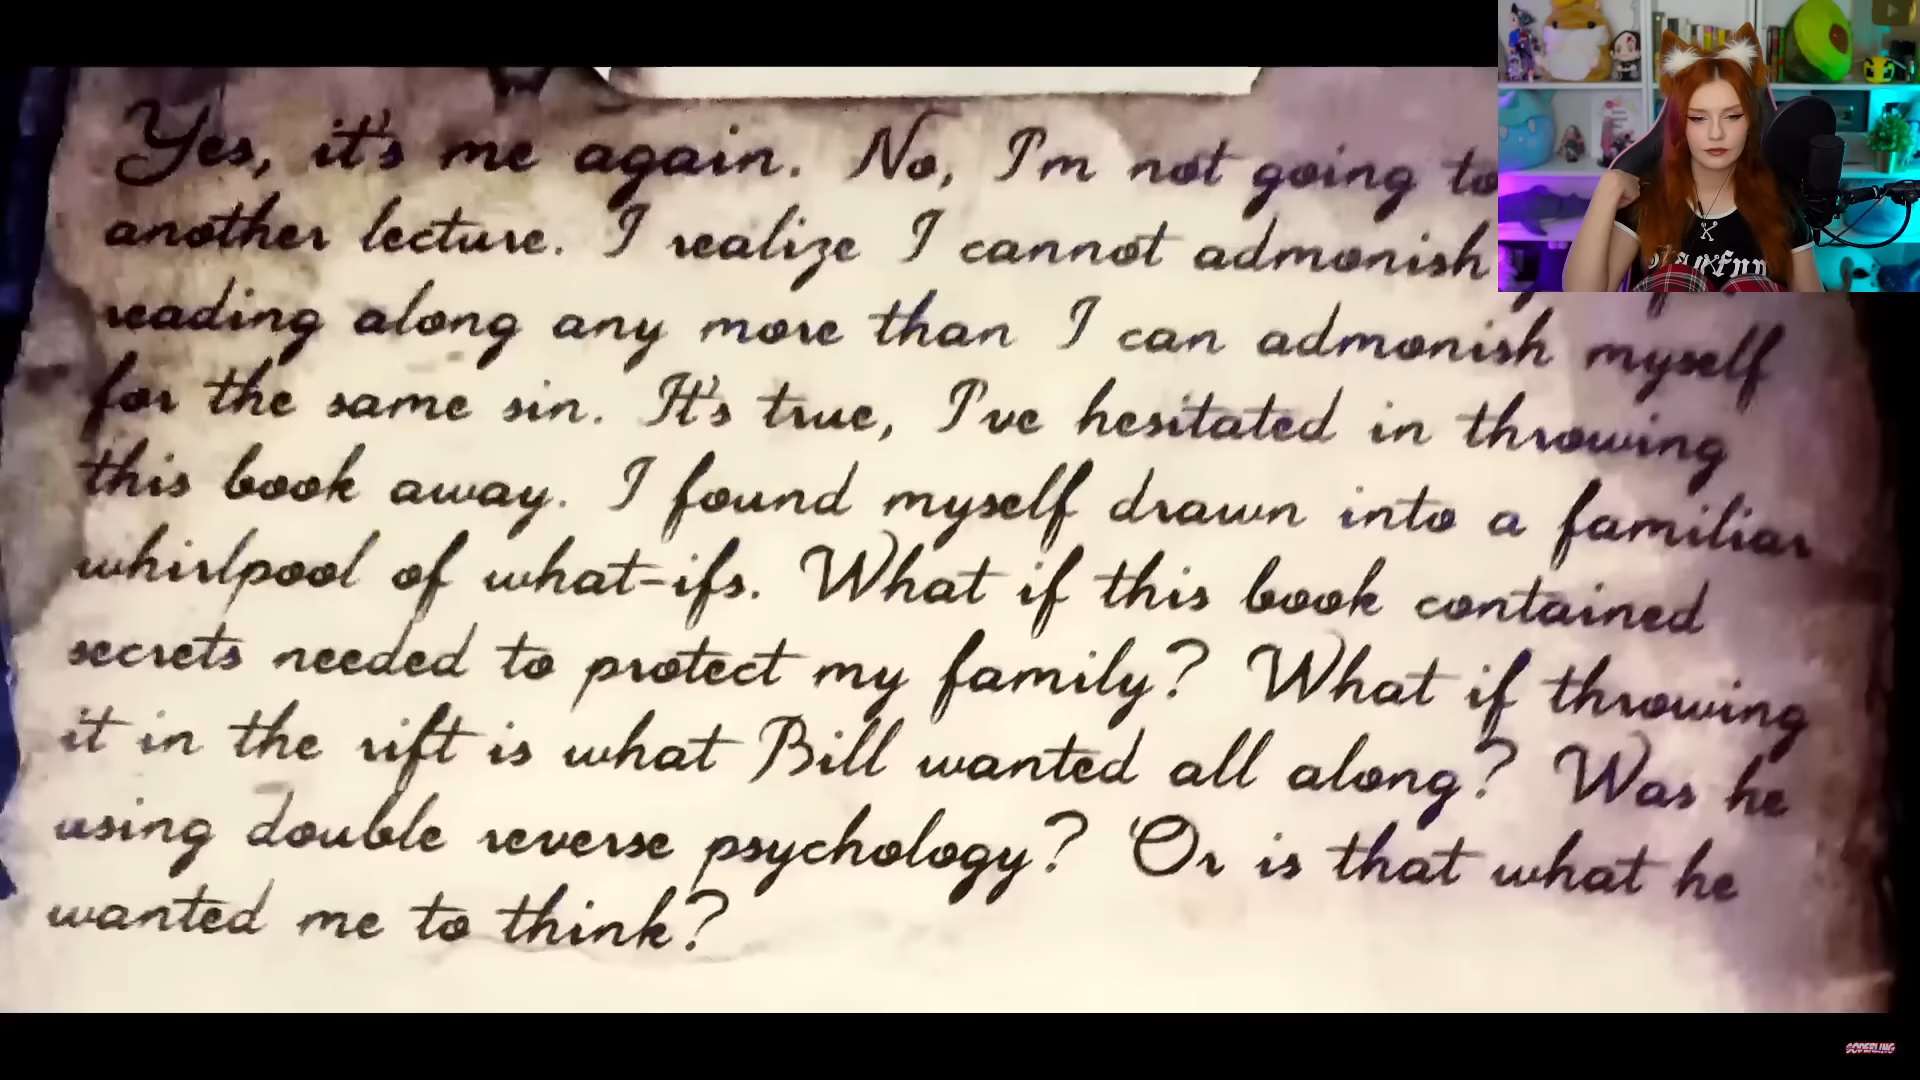 Yes, it's me again. No, I'm not going to
another lecture. I realize I cannot admonish
reading along any more than I can admonish myself
for the same sin. It's true, I've hesitated in throwing
this book away. I found myself drawn into a familiar
whirlpool of what-ifs. What if this book contained
secrets needed to protect my family? What if throwing
it in the rift is what Bill wanted all along? Was he
using double reverse psychology? Or is that what he
wanted me to think?
SODERLING